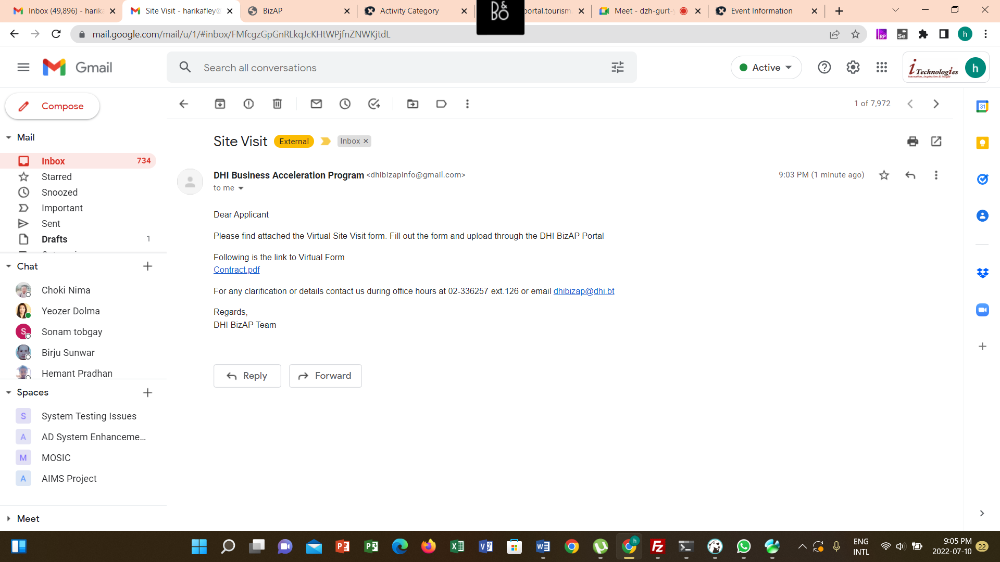 Inbox (49,896) - harika
Site Visit - harikafley@
BizAP
Activity Category
B&O
portal.tourism.
Meet - dzh-gurt-
Event Information
mail.google.com/mail/u/1/#inbox/FMfcgzGpGnRLkqJcKHtWPjfnZNWKjtdL
RP
Se
h
Gmail
Search all conversations
Active
i Technologies
h
Compose
1 of 7,972
31
Mail
Site Visit External Inbox
Inbox 734
DHI Business Acceleration Program <dhibizapinfo@gmail.com>
9:03 PM (1 minute ago)
to me
Starred
Snoozed
Important
Sent
Drafts 1
Dear Applicant
Please find attached the Virtual Site Visit form. Fill out the form and upload through the DHI BizAP Portal
Following is the link to Virtual Form
Contract.pdf
For any clarification or details contact us during office hours at 02-336257 ext.126 or email dhibizap@dhi.bt
Regards,
DHI BizAP Team
Reply
Forward
Chat
Choki Nima
Yeozer Dolma
S Sonam tobgay
Birju Sunwar
Hemant Pradhan
Spaces
S System Testing Issues
A AD System Enhanceme...
M MOSIC
A AIMS Project
Meet
ENG
INTL
9:05 PM
2022-07-10
22